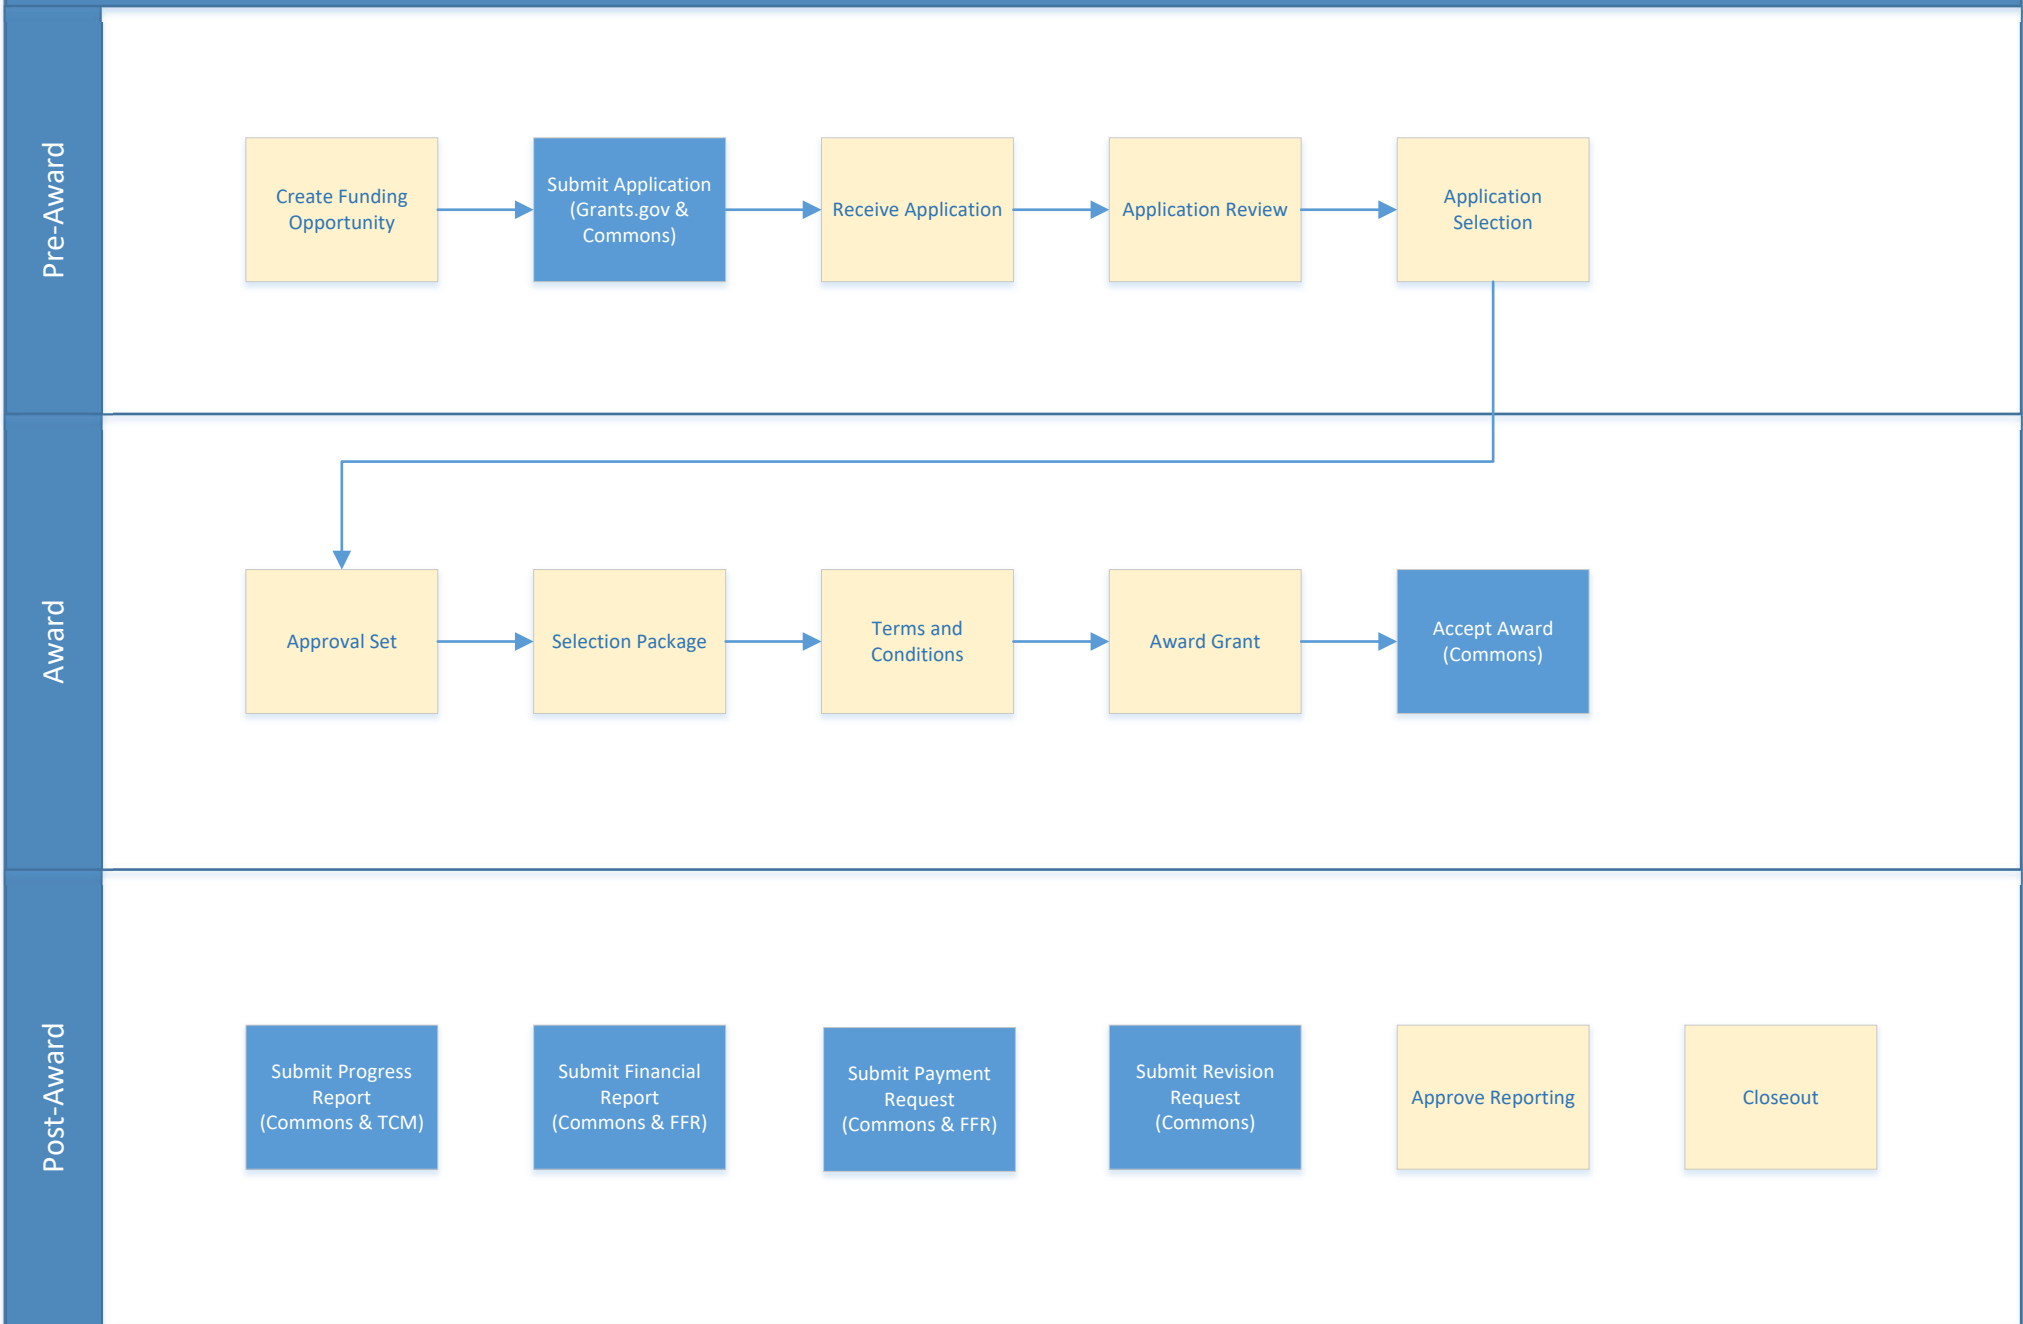 Pre-Award
Create Funding
Opportunity
Submit Application
(Grants.gov &
Commons)
Receive Application
Application Review
Application
Selection
Award
Approval Set
Selection Package
Terms and
Conditions
Award Grant
Accept Award
(Commons)
Post-Award
Submit Progress
Report
(Commons & TCM)
Submit Financial
Report
(Commons & FFR)
Submit Payment
Request
(Commons & FFR)
Submit Revision
Request
(Commons)
Approve Reporting
Closeout